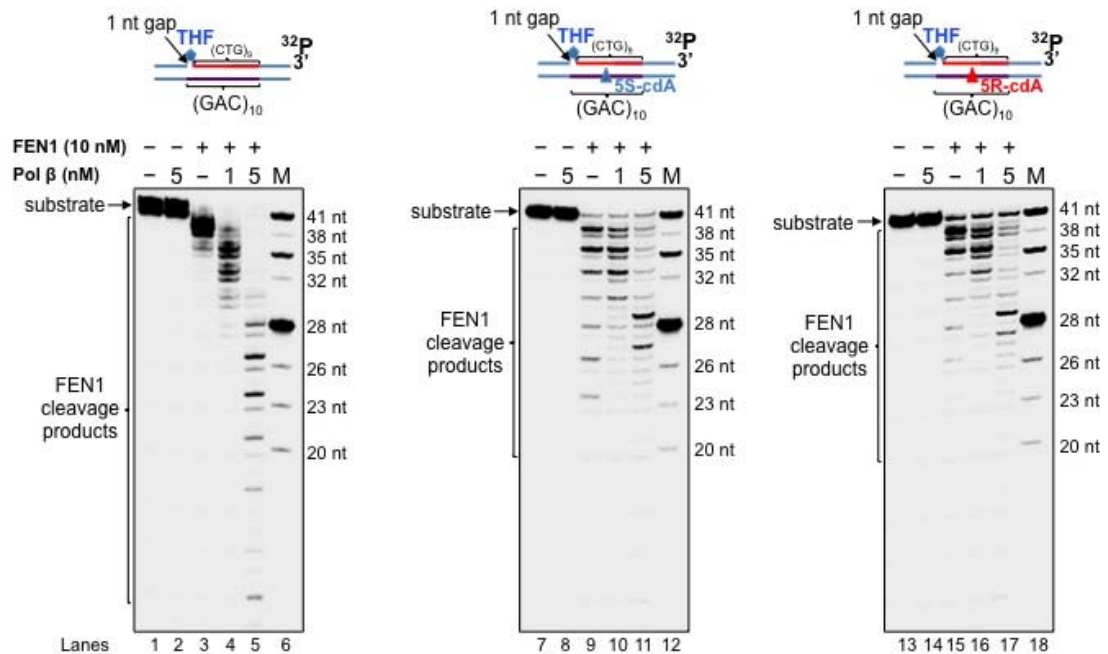 1 nt gap
THF
(CTG)9
32P
3'
(GAC)10
FEN1 (10 nM) – – + + +
Pol β (nM) – 5 – 1 5 M
substrate
41 nt
38 nt
35 nt
32 nt
28 nt
26 nt
23 nt
20 nt
FEN1
cleavage
products
Lanes 1 2 3 4 5 6
1 nt gap
THF
(CTG)9
32P
3'
5S-cdA
(GAC)10
– – + + +
– 5 – 1 5 M
substrate
41 nt
38 nt
35 nt
32 nt
28 nt
26 nt
23 nt
20 nt
FEN1
cleavage
products
7 8 9 10 11 12
1 nt gap
THF
(CTG)9
32P
3'
5R-cdA
(GAC)10
– – + + +
– 5 – 1 5 M
substrate
41 nt
38 nt
35 nt
32 nt
28 nt
26 nt
23 nt
20 nt
FEN1
cleavage
products
13 14 15 16 17 18